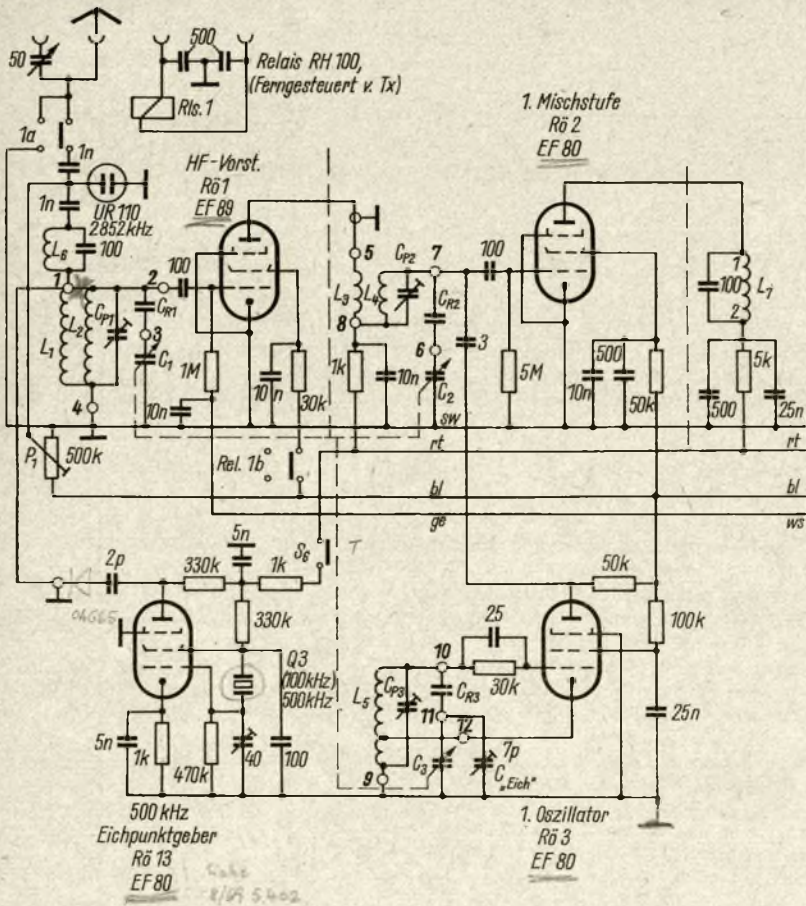 50
500
Relais RH 100,
(Ferngesteuert v. Tx)
Rls. 1
1a
1n
1n
UR 110
2852 kHz
L6
100
HF-Vorst.
Rö 1
EF 89
1. Mischstufe
Rö 2
EF 80
1
2
100
L1
L2
CP1
CR1
3
C1
4
1M
10n
10n
30k
5
L3
L4
CP2
7
8
CR2
6
C2
1k
10n
100
3
5M
10n
500
50k
100
1
L7
2
5k
500
25n
sw
rt
rt
bl
bl
ge
ws
P1
500k
Rel. 1b
S6
T
2p
330k
5n
1k
330k
Q3
(100kHz)
500kHz
5n
1k
470k
40
100
500 kHz
Eichpunktgeber
Rö 13
EF 80
L5
CP3
10
CR3
11
12
C3
7p
C„Eich“
9
25
30k
50k
100k
25n
1. Oszillator
Rö 3
EF 80